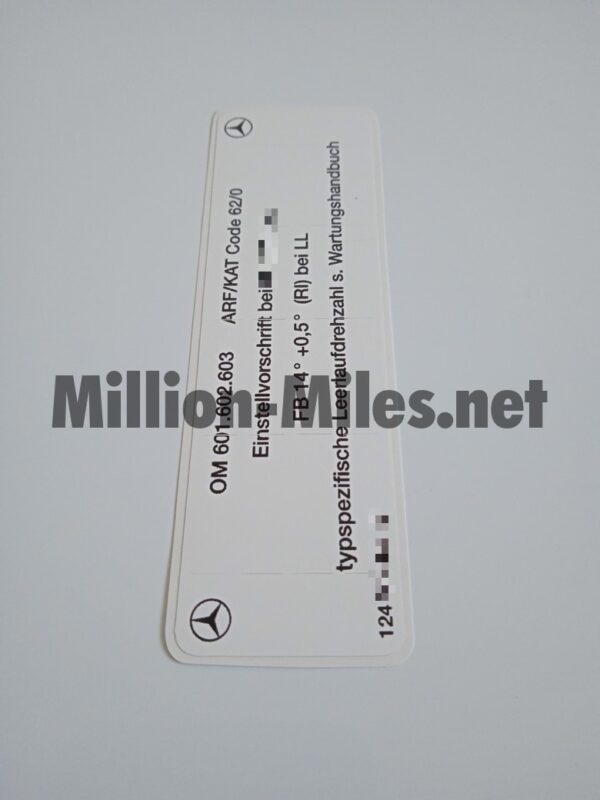 OM 601.602.603 ARF/KAT Code 62/0
Einstellvorschrift bei
FB 14° +0,5° (RI) bei LL
typspezifische Leerlaufdrehzahl s. Wartungshandbuch
124
Million-Miles.net